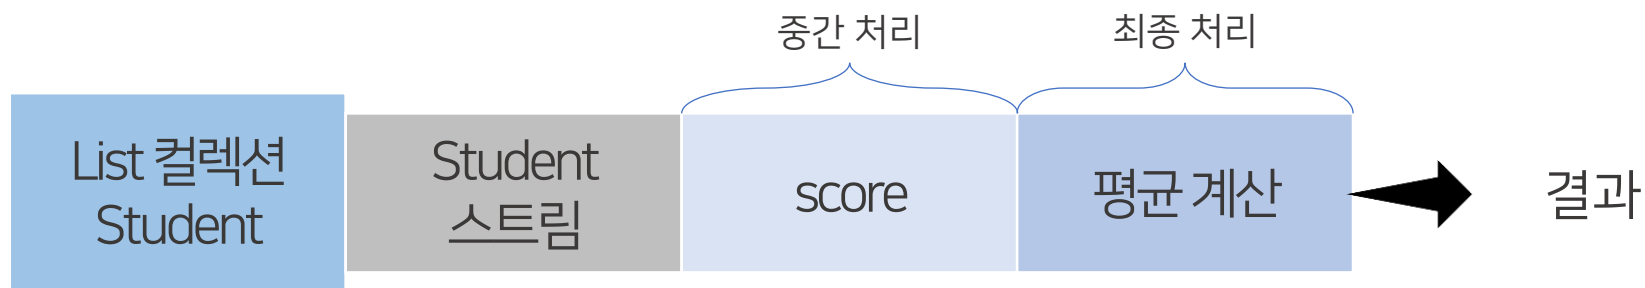 중간 처리
최종 처리
List 컬렉션
Student
Student
스트림
score
평균 계산
결과